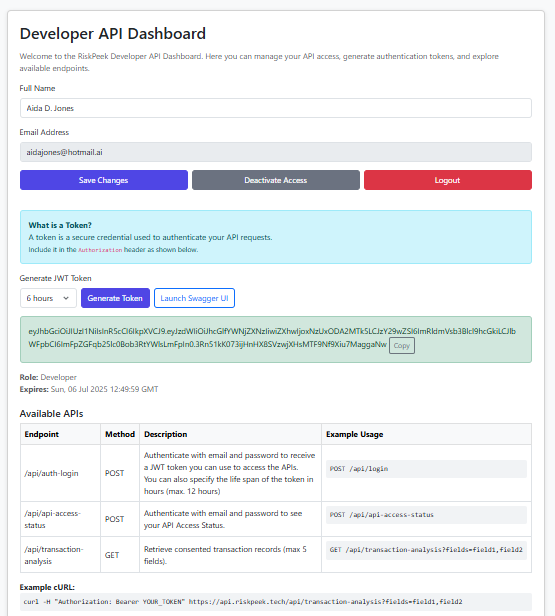 Developer API Dashboard
Welcome to the RiskPeek Developer API Dashboard. Here you can manage your API access, generate authentication tokens, and explore
available endpoints.
Full Name
Aida D. Jones
Email Address
aidajones@hotmail.ai
Save Changes
Deactivate Access
Logout
What is a Token?
A token is a secure credential used to authenticate your API requests.
Include it in the Authorization header as shown below.
Generate JWT Token
6 hours
Generate Token
Launch Swagger UI
Copy
Role: Developer
Expires: Sun, 06 Jul 2025 12:49:59 GMT
Available APIs
Endpoint Method Description Example Usage
/api/auth-login POST Authenticate with email and password to receive
a JWT token you can use to access the APIs.
You can also specify the life span of the token in
hours (max. 12 hours)
POST /api/login
/api/api-access-
status
POST
Authenticate with email and password to see
your API Access Status.
POST /api/api-access-status
/api/transaction-
analysis
GET
Retrieve consented transaction records (max 5
fields).
GET /api/transaction-analysis?fields=field1,field2
Example cURL:
curl -H "Authorization: Bearer YOUR_TOKEN" https://api.riskpeek.tech/api/transaction-analysis?fields=field1,field2